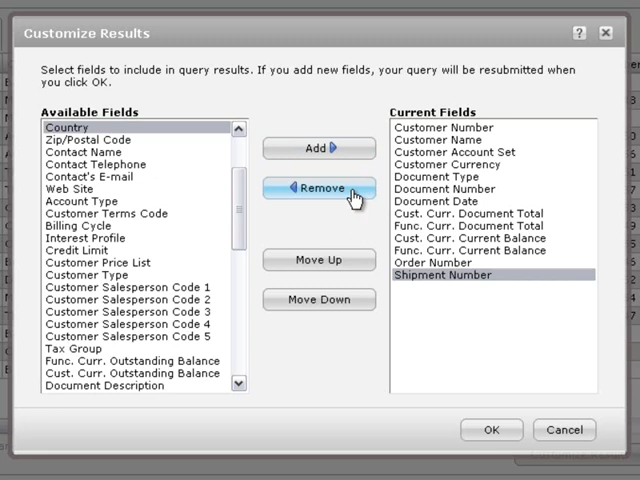 Customize Results
?
Select fields to include in query results. If you add new fields, your query will be resubmitted when
you click OK.
Available Fields
Country
Zip/Postal Code
Contact Name
Contact Telephone
Contact's E-mail
Web Site
Account Type
Customer Terms Code
Billing Cycle
Interest Profile
Credit Limit
Customer Price List
Customer Type
Customer Salesperson Code 1
Customer Salesperson Code 2
Customer Salesperson Code 3
Customer Salesperson Code 4
Customer Salesperson Code 5
Tax Group
Func. Curr. Outstanding Balance
Cust. Curr. Outstanding Balance
Document Description
Add
Remove
Move Up
Move Down
Current Fields
Customer Number
Customer Name
Customer Account Set
Customer Currency
Document Type
Document Number
Document Date
Cust. Curr. Document Total
Func. Curr. Document Total
Cust. Curr. Current Balance
Func. Curr. Current Balance
Order Number
Shipment Number
OK
Cancel